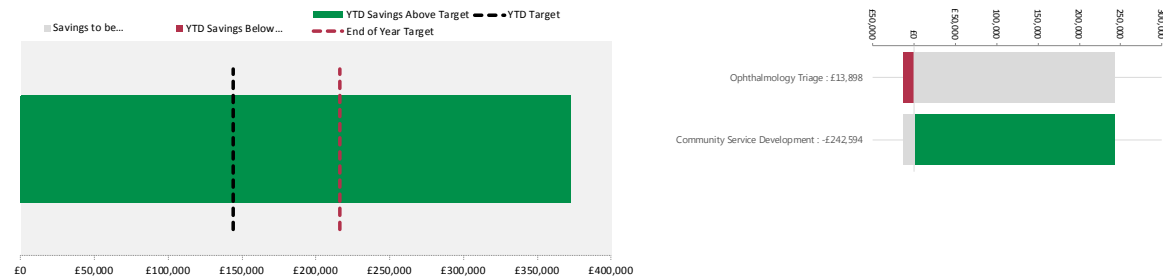 Savings to be...
YTD Savings Below...
YTD Savings Above Target
YTD Target
End of Year Target
£0
£50,000
£100,000
£150,000
£200,000
£250,000
£300,000
£350,000
£400,000
£50,000
£0
£50,000
£100,000
£150,000
£200,000
£250,000
£300,000
Ophthalmology Triage : £13,898
Community Service Development : -£242,594